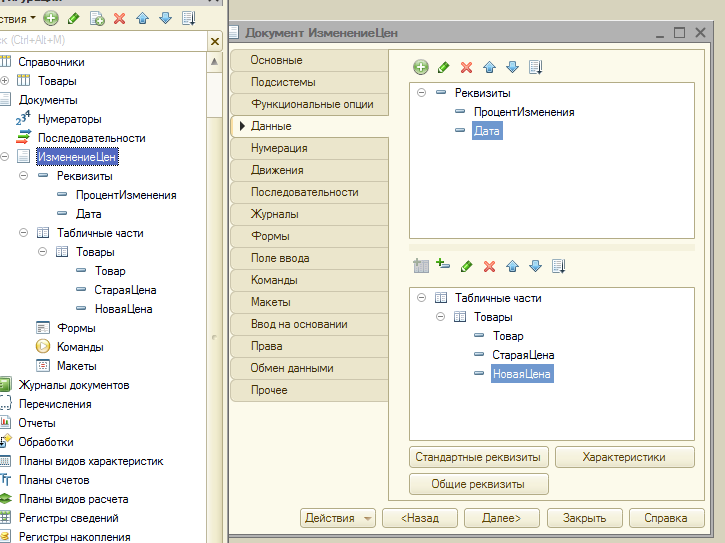 ствия
ск (Ctrl+Alt+M)
Справочники
Товары
Документы
Нумераторы
Последовательности
ИзменениеЦен
Реквизиты
ПроцентИзменения
Дата
Табличные части
Товары
Товар
СтараяЦена
НоваяЦена
Формы
Команды
Макеты
Журналы документов
Перечисления
Отчеты
Обработки
Планы видов характеристик
Планы счетов
Планы видов расчета
Регистры сведений
Регистры накопления
Документ ИзменениеЦен
Основные
Подсистемы
Функциональные опции
Данные
Нумерация
Движения
Последовательности
Журналы
Формы
Поле ввода
Команды
Макеты
Ввод на основании
Права
Обмен данными
Прочее
Реквизиты
ПроцентИзменения
Дата
Табличные части
Товары
Товар
СтараяЦена
НоваяЦена
Стандартные реквизиты Характеристики
Общие реквизиты
Действия <Назад Далее> Закрыть Справка